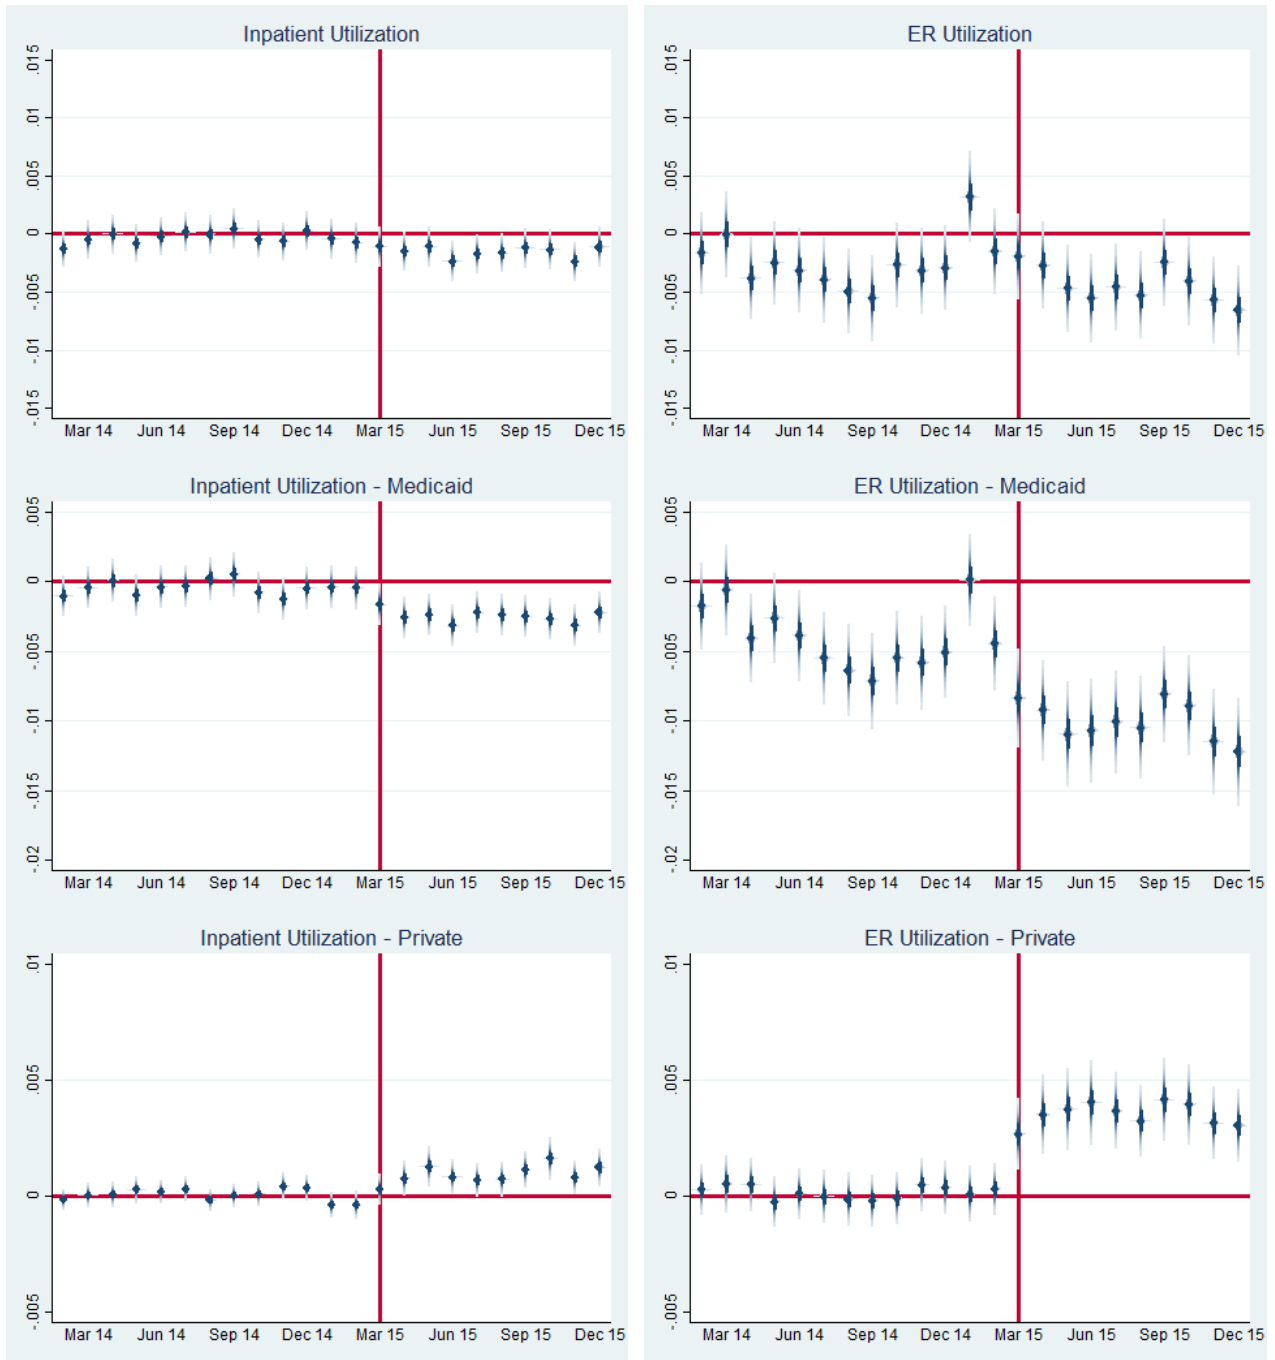 Inpatient Utilization
.015
.01
.005
0
-.005
-.01
-.015
Mar 14 Jun 14 Sep 14 Dec 14 Mar 15 Jun 15 Sep 15 Dec 15
ER Utilization
.015
.01
.005
0
-.005
-.01
-.015
Mar 14 Jun 14 Sep 14 Dec 14 Mar 15 Jun 15 Sep 15 Dec 15
Inpatient Utilization - Medicaid
.005
0
-.005
-.01
-.015
-.02
Mar 14 Jun 14 Sep 14 Dec 14 Mar 15 Jun 15 Sep 15 Dec 15
ER Utilization - Medicaid
.005
0
-.005
-.01
-.015
-.02
Mar 14 Jun 14 Sep 14 Dec 14 Mar 15 Jun 15 Sep 15 Dec 15
Inpatient Utilization - Private
.01
.005
0
-.005
Mar 14 Jun 14 Sep 14 Dec 14 Mar 15 Jun 15 Sep 15 Dec 15
ER Utilization - Private
.01
.005
0
-.005
Mar 14 Jun 14 Sep 14 Dec 14 Mar 15 Jun 15 Sep 15 Dec 15